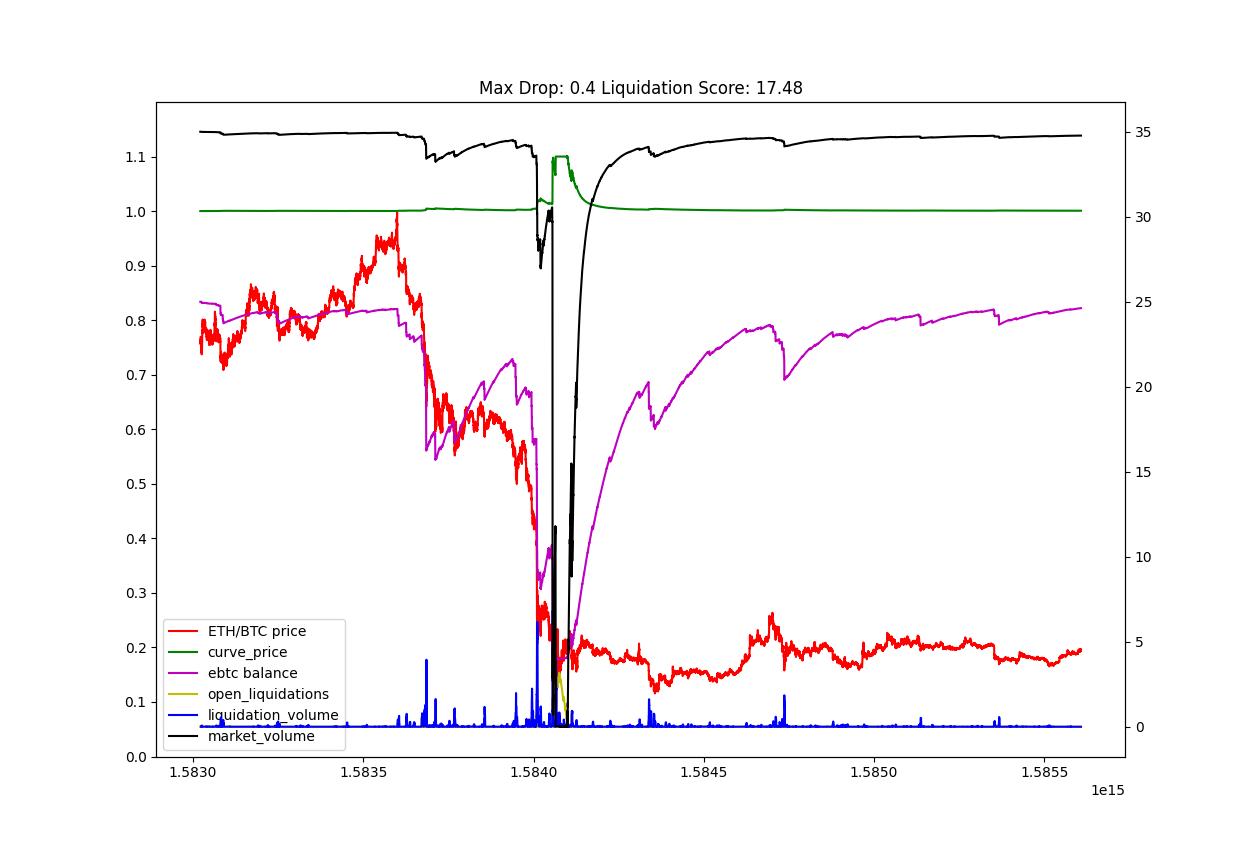 Max Drop: 0.4 Liquidation Score: 17.48
1.1
1.0
0.9
0.8
0.7
0.6
0.5
0.4
0.3
0.2
0.1
0.0
35
30
25
20
15
10
5
0
ETH/BTC price
curve_price
ebtc balance
open_liquidations
liquidation_volume
market_volume
1.5830 1.5835 1.5840 1.5845 1.5850 1.5855
1e15